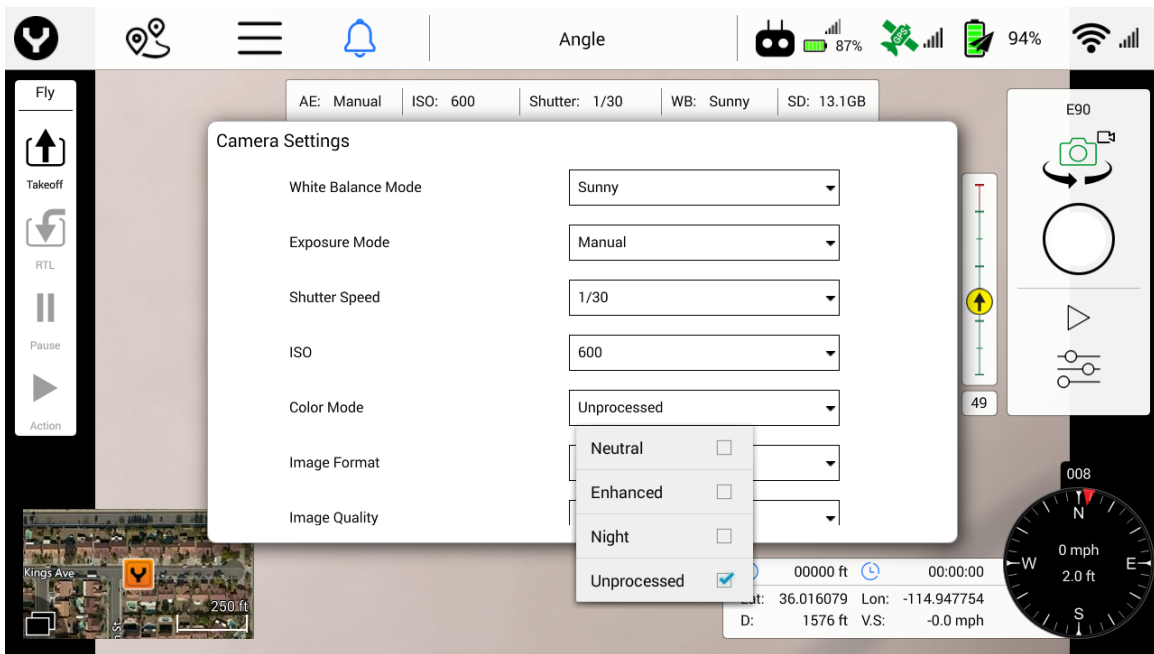 Angle
87%
GPS
94%
Fly
Takeoff
RTL
Pause
Action
AE: Manual ISO: 600 Shutter: 1/30 WB: Sunny SD: 13.1GB
Camera Settings
White Balance Mode Sunny
Exposure Mode Manual
Shutter Speed 1/30
ISO 600
Color Mode Unprocessed
Image Format
Image Quality
Neutral
Enhanced
Night
Unprocessed
E90
49
Kings Ave
250 ft
St
00000 ft 00:00:00
Lat: 36.016079 Lon: -114.947754
D: 1576 ft V.S: -0.0 mph
008
N
W E
S
0 mph
2.0 ft